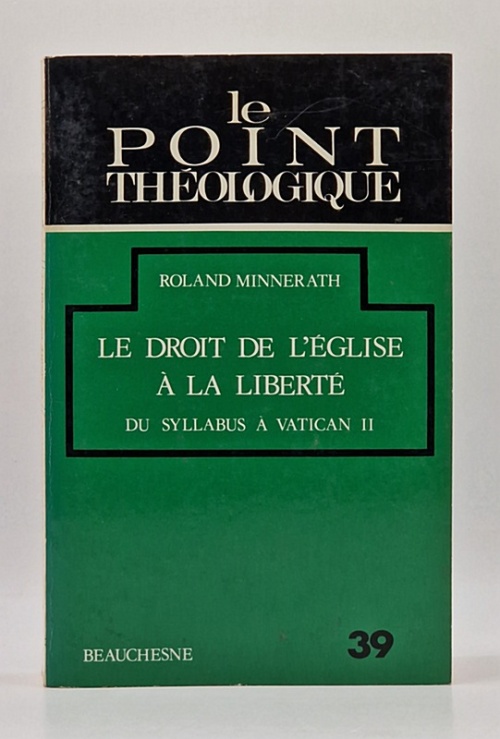 le
POINT
THÉOLOGIQUE
ROLAND MINNERATH
LE DROIT DE L'ÉGLISE
À LA LIBERTÉ
DU SYLLABUS À VATICAN II
BEAUCHESNE
39